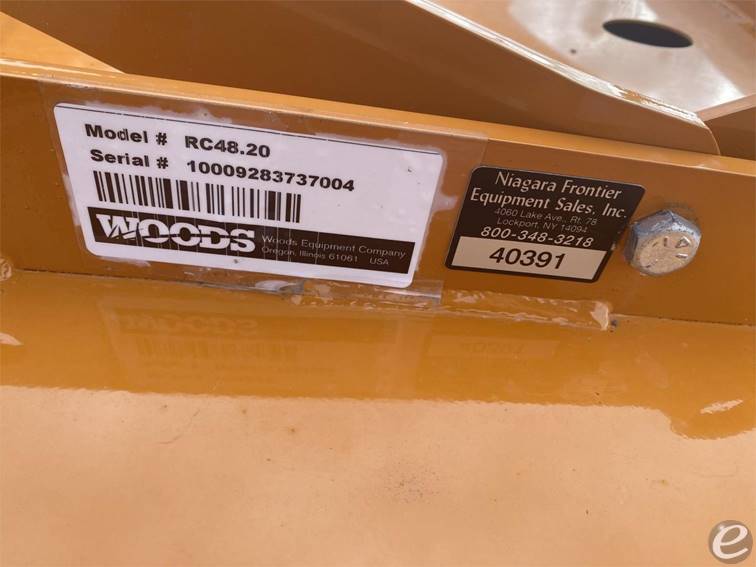 Model # RC48.20
Serial # 10009283737004
WOODS
Woods Equipment Company
Oregon, Illinois 61061 USA
Niagara Frontier
Equipment Sales, Inc.
4060 Lake Ave., Rt. 78
Lockport, NY 14094
800-348-3218
40391
e